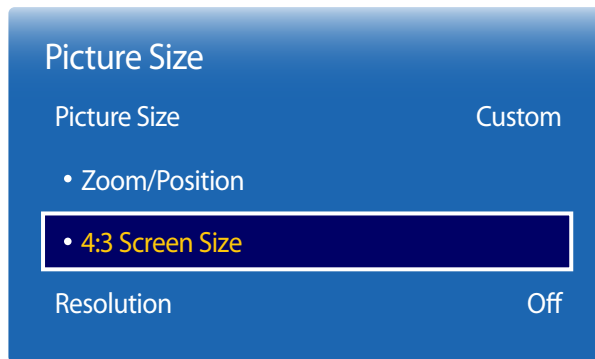 Picture Size
Picture Size Custom
• Zoom/Position
• 4:3 Screen Size
Resolution Off